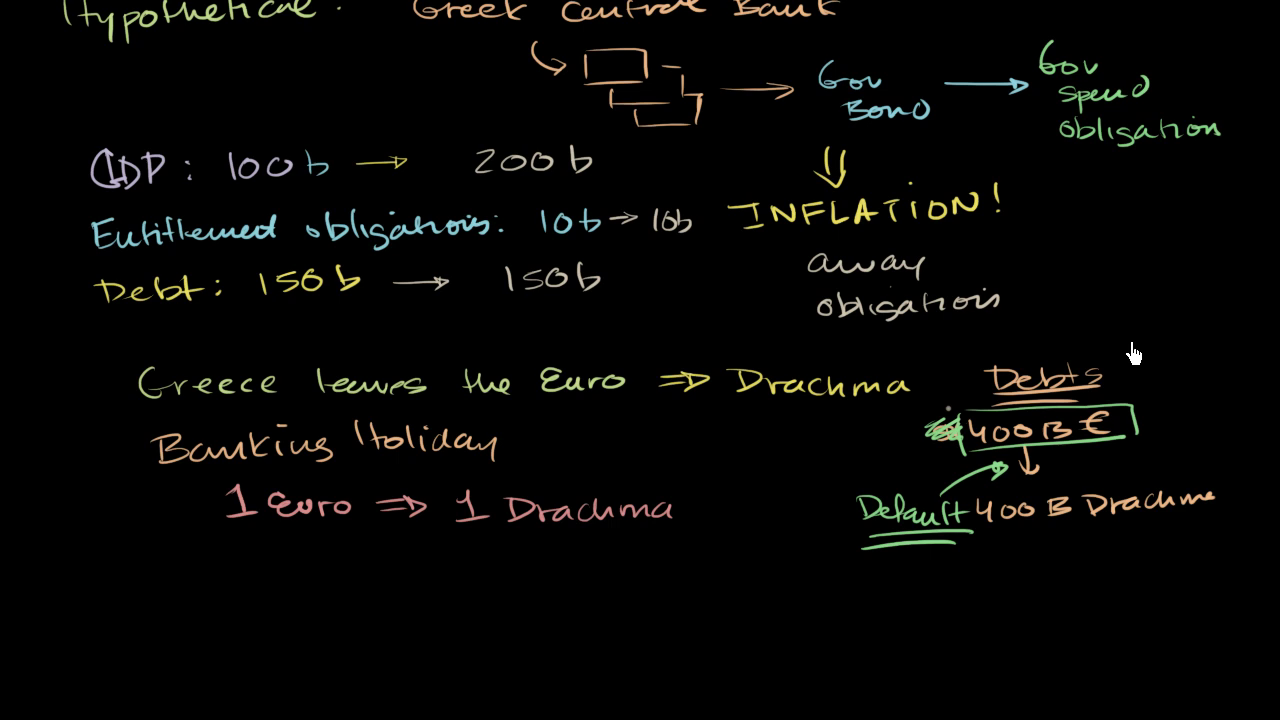 Hypothetical: Greek Central Bank
Gov Bond
Gov Spend obligation
GDP: 100b → 200b
Entitlement obligations: 10b → 10b
Debt: 150b → 150b
INFLATION!
away
obligations
Greece leaves the Euro ⇒ Drachma
Banking Holiday
1 Euro ⇒ 1 Drachma
Debts
400B €
Default
400 B Drachma